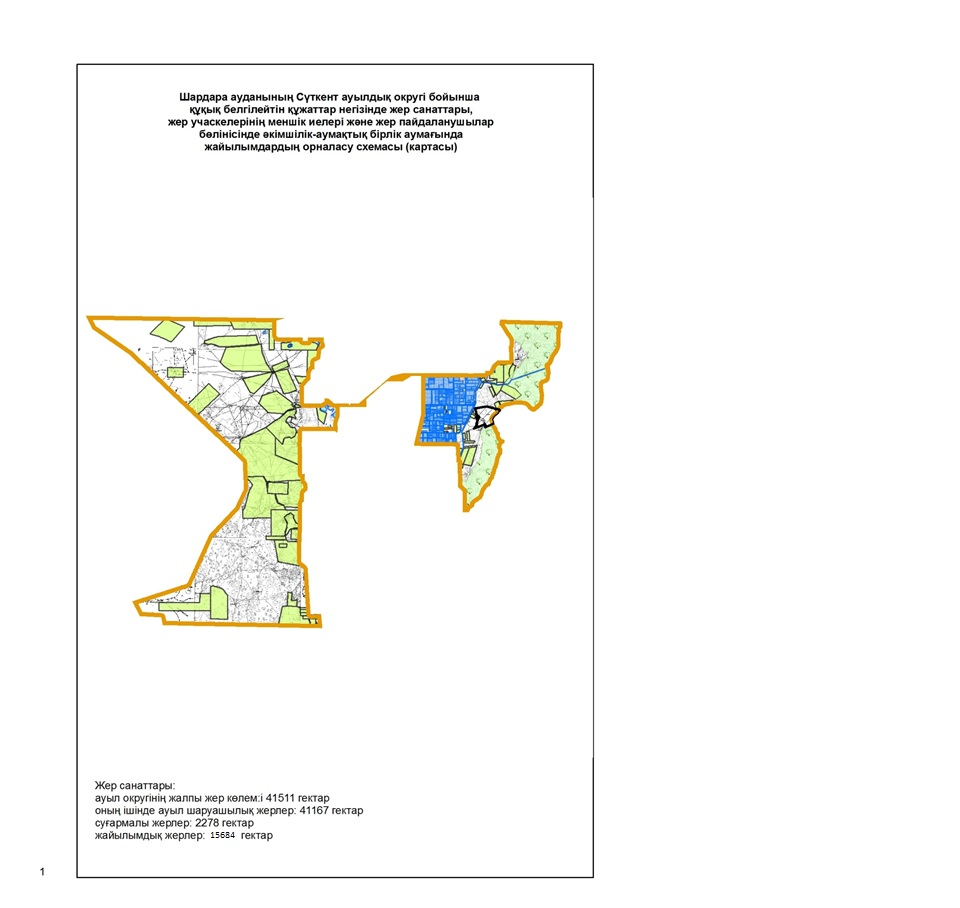 Шардара ауданының Сүткент ауылдық округі бойынша
құқық белгілейтін құжаттар негізінде жер санаттары,
жер учаскелерінің меншік иелері және жер пайдаланушылар
бөлінісінде әкімшілік-аумақтық бірлік аумағында
жайылымдардың орналасу схемасы (картасы)
Жер санаттары:
ауыл округінің жалпы жер көлем:і 41511 гектар
оның ішінде ауыл шаруашылық жерлер: 41167 гектар
суғармалы жерлер: 2278 гектар
жайылымдық жерлер: 15684 гектар
1